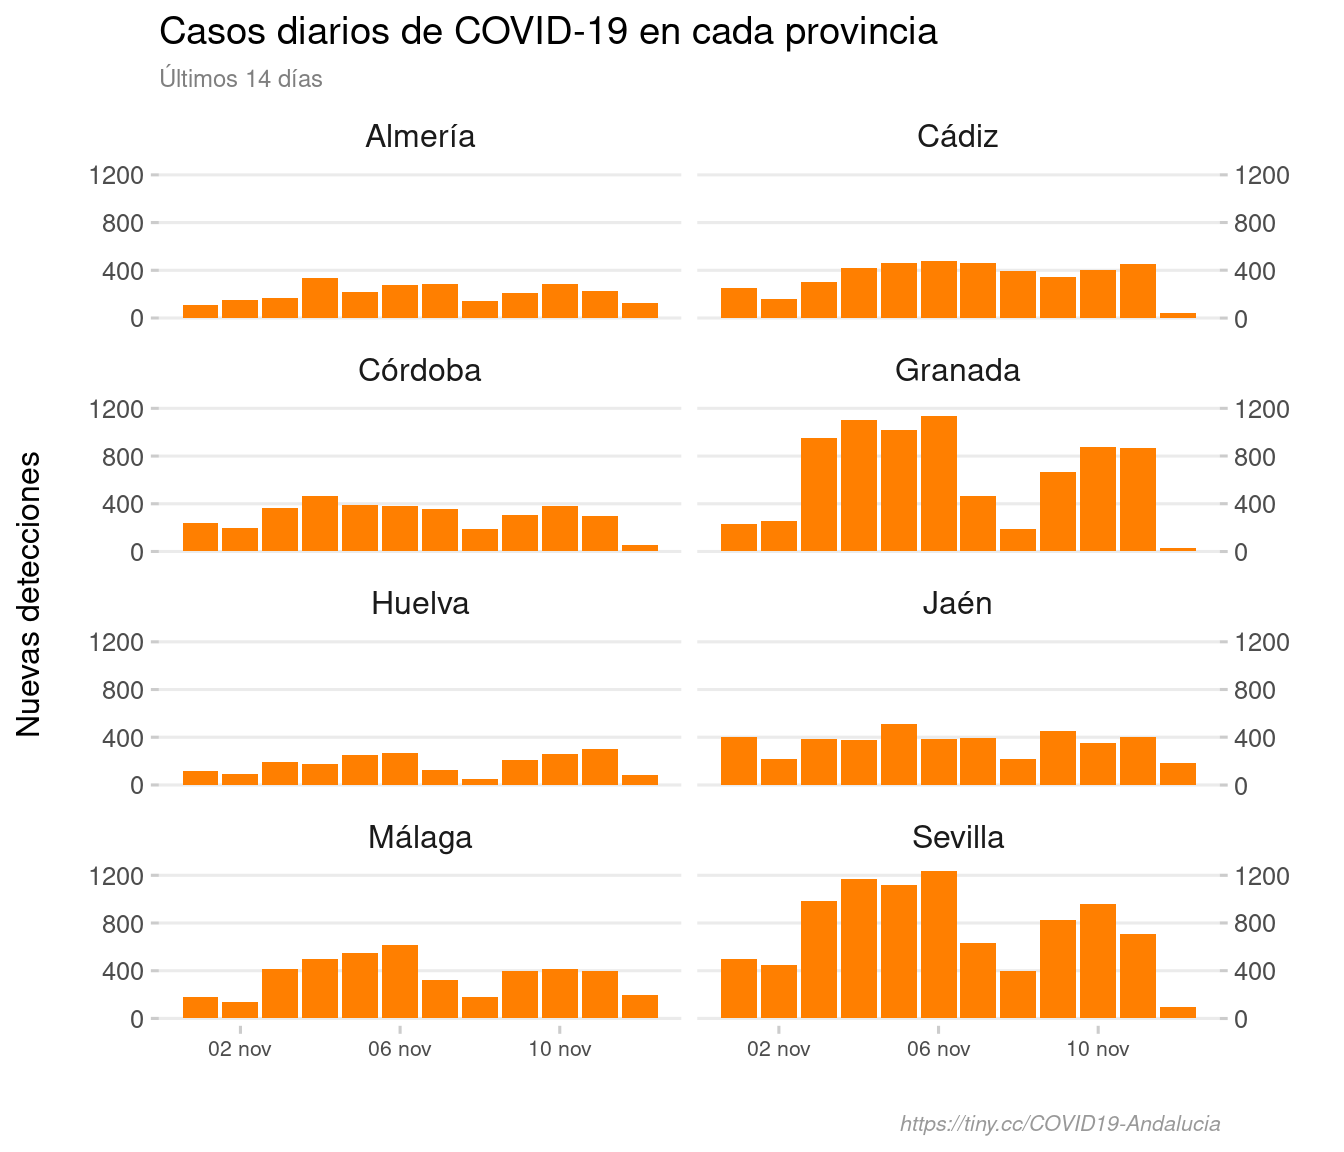 Casos diarios de COVID-19 en cada provincia
Últimos 14 días
Nuevas detecciones
Almería
Cádiz
1200
800
400
0
1200
800
400
0
Córdoba
Granada
1200
800
400
0
1200
800
400
0
Huelva
Jaén
1200
800
400
0
1200
800
400
0
Málaga
Sevilla
1200
800
400
0
1200
800
400
0
02 nov 06 nov 10 nov
02 nov 06 nov 10 nov
https://tiny.cc/COVID19-Andalucia